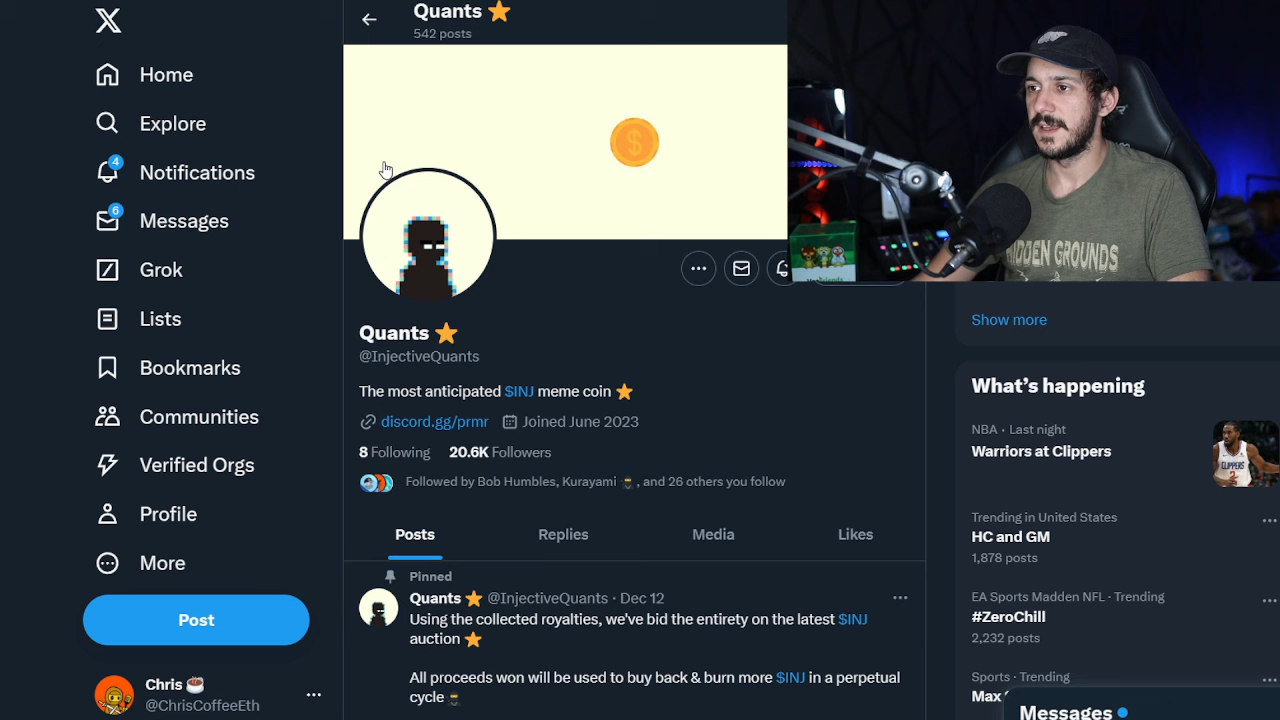 Home
Explore
4
Notifications
6
Messages
Grok
Lists
Bookmarks
Communities
Verified Orgs
Profile
More
Post
Chris ☕
@ChrisCoffeeEth
Quants ⭐
542 posts
$
Quants ⭐
@InjectiveQuants
The most anticipated $INJ meme coin ⭐
discord.gg/prmr Joined June 2023
8 Following 20.6K Followers
Followed by Bob Humbles, Kurayami 🥷, and 26 others you follow
Posts Replies Media Likes
Pinned
Quants ⭐ @InjectiveQuants · Dec 12
Using the collected royalties, we've bid the entirety on the latest $INJ
auction ⭐
All proceeds won will be used to buy back & burn more $INJ in a perpetual
cycle 🥷
HIDDEN GROUNDS
Show more
What's happening
NBA · Last night
Warriors at Clippers
CLIPPERS
Trending in United States
HC and GM
1,878 posts
EA Sports Madden NFL · Trending
#ZeroChill
2,232 posts
Sports · Trending
Max
Messages